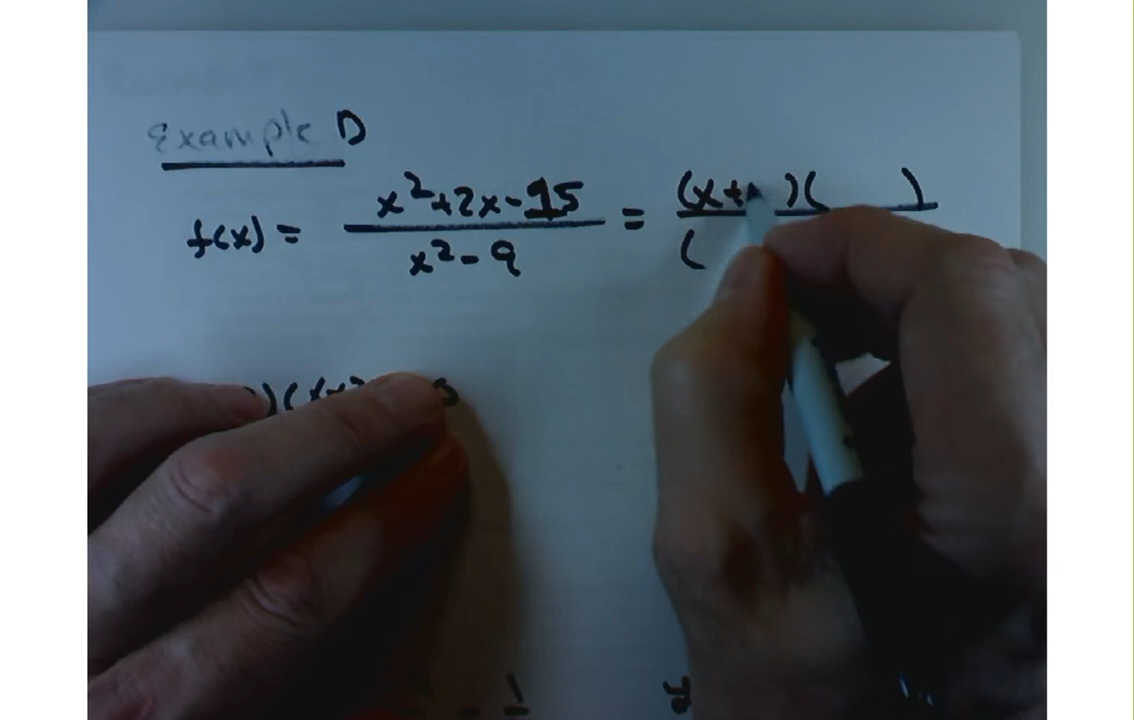 Example D
f(x) = x²+2x-15 / x²-9 = (x+ )( ) / (